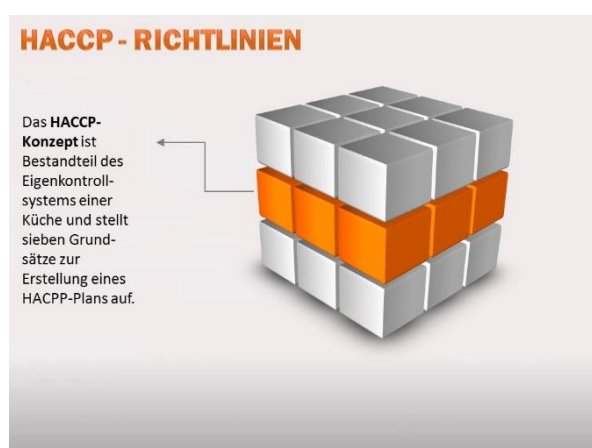 HACCP - RICHTLINIEN
Das HACCP-
Konzept ist
Bestandteil des
Eigenkontroll-
systems einer
Küche und stellt
sieben Grund-
sätze zur
Erstellung eines
HACPP-Plans auf.